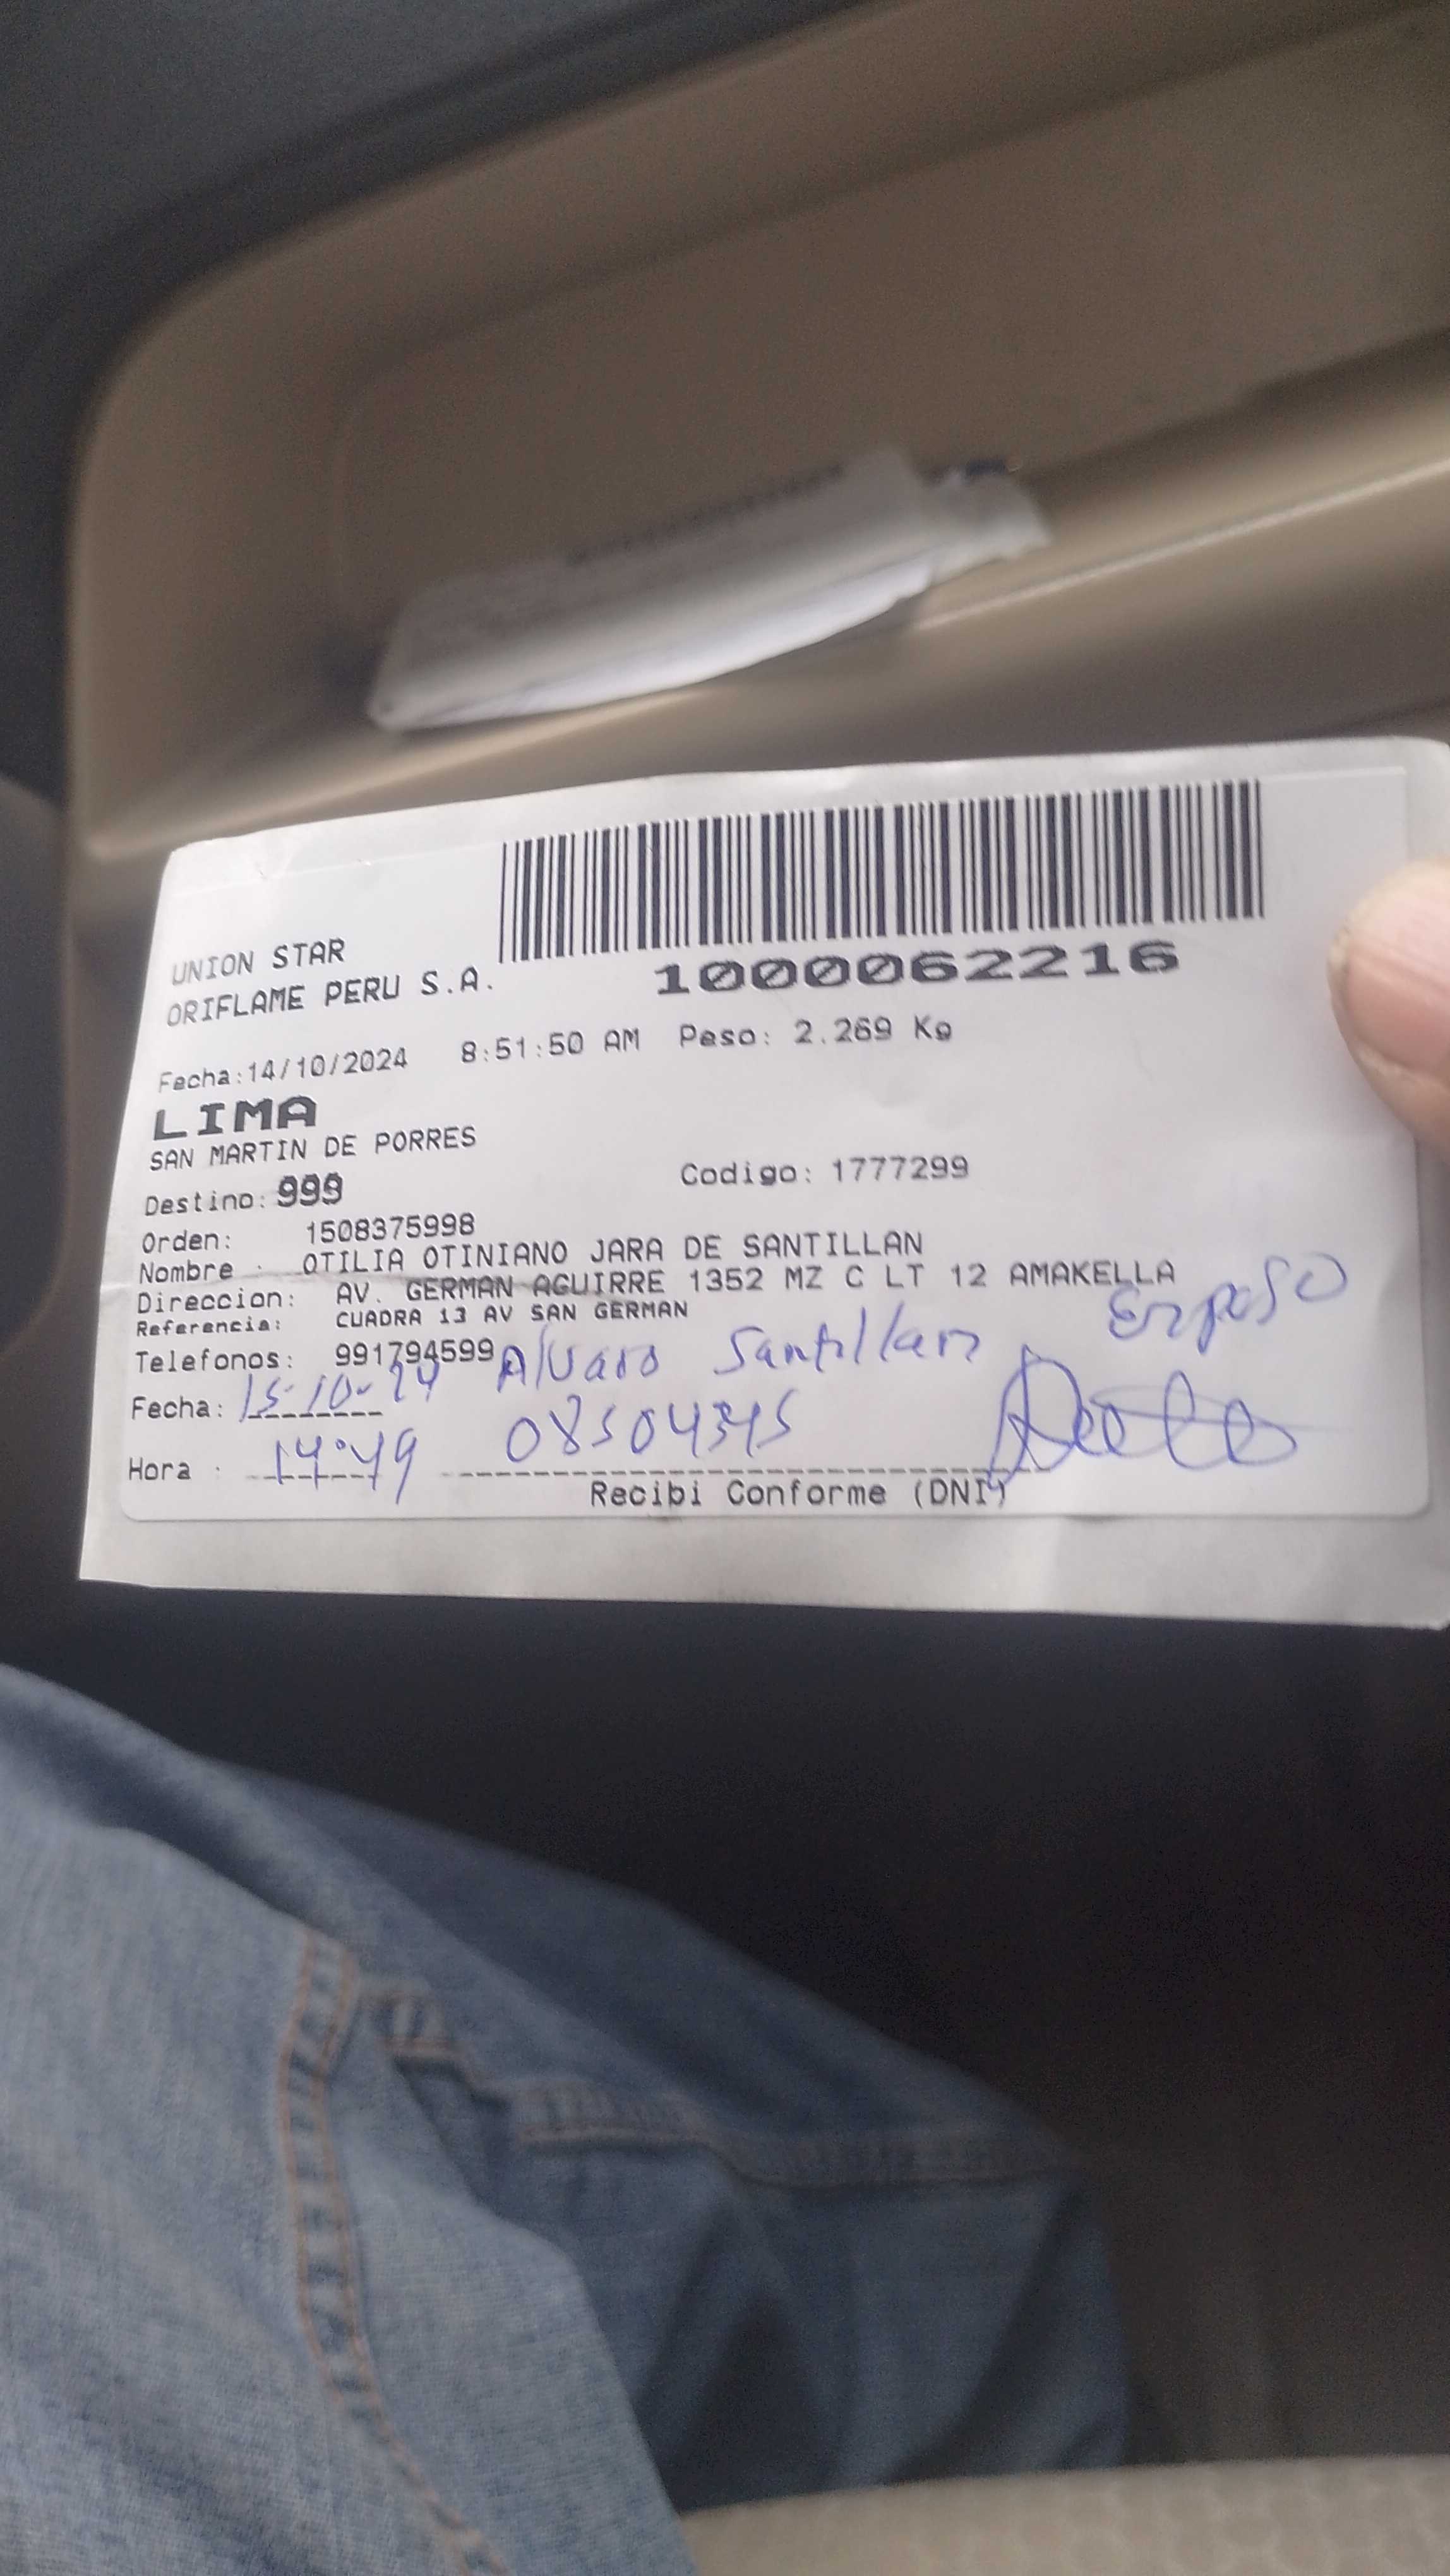 UNION STAR
ORIFLAME PERU S.A.
1000062216
Fecha:14/10/2024 8:51:50 AM Peso: 2.269 Kg
LIMA
SAN MARTIN DE PORRES
Destino: 999 Codigo: 1777299
Orden: 1508375998
Nombre : OTILIA OTINIANO JARA DE SANTILLAN
Direccion: AV. GERMAN AGUIRRE 1352 MZ C LT 12 AMAKELLA
Referencia: CUADRA 13 AV SAN GERMAN
Telefonos: 991794599 Alvaro Santillan Esposo
Fecha: 15-10-24
Hora : 14:49 08504345
Recibi Conforme (DNI)